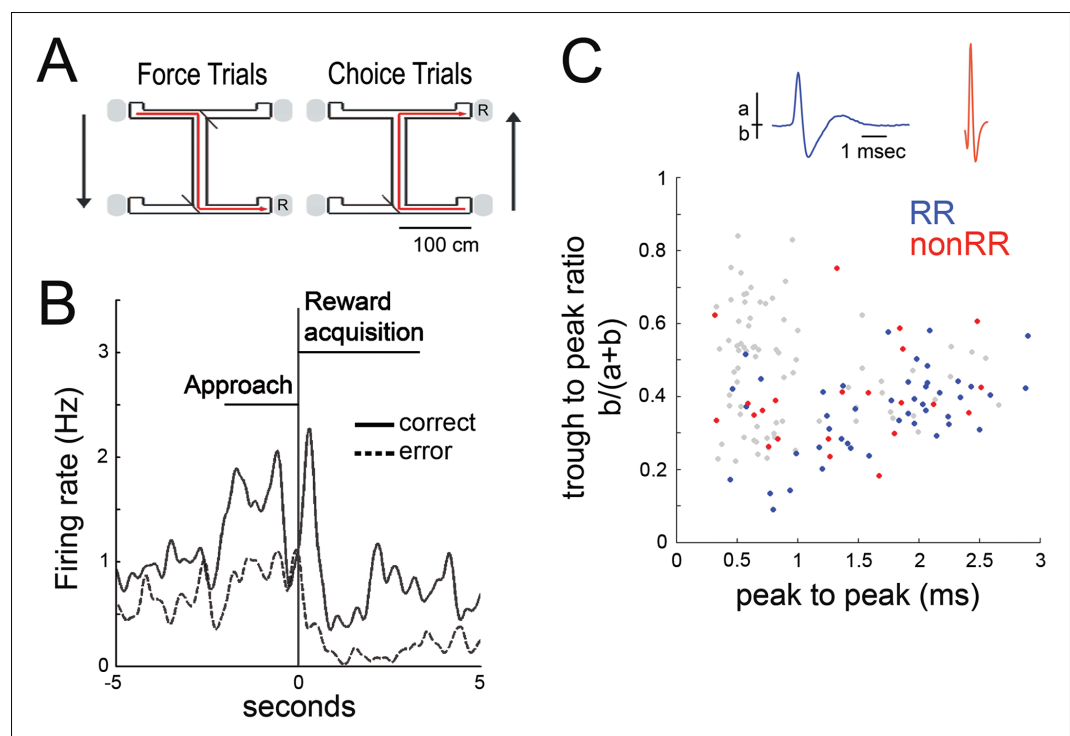 A
Force Trials
Choice Trials
R
R
100 cm
B
Reward
acquisition
Approach
correct
error
Firing rate (Hz)
3
2
1
0
-5
0
5
seconds
C
a
b
1 msec
RR
nonRR
trough to peak ratio
b/(a+b)
1
0.8
0.6
0.4
0.2
0
0
0.5
1
1.5
2
2.5
3
peak to peak (ms)